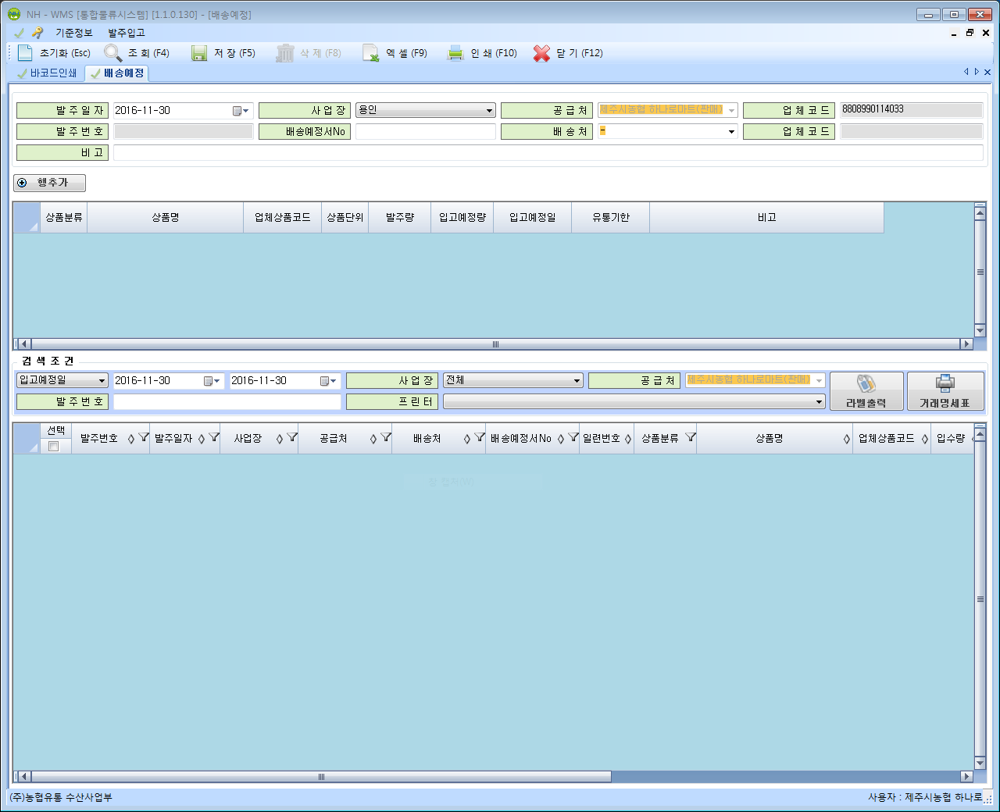 NH - WMS [통합물류시스템] [1.1.0.130] - [배송예정]
기준정보 발주입고
초기화 (Esc) 조 회 (F4) 저 장 (F5) 삭 제 (F8) 엑 셀 (F9) 인 쇄 (F10) 닫 기 (F12)
바코드인쇄 배송예정
발 주 일 자 2016-11-30 사 업 장 용인 공 급 처 제주시농협 하나로마트(판매) 업 체 코 드 8808990114033
발 주 번 호 배송예정서No 배 송 처 - 업 체 코 드
비 고
행추가
상품분류 상품명 업체상품코드 상품단위 발주량 입고예정량 입고예정일 유통기한 비고
검 색 조 건
입고예정일 2016-11-30 2016-11-30 사 업 장 전체 공 급 처 제주시농협 하나로마트(판매) 라벨출력 거래명세표
발 주 번 호 프 린 터
선택 발주번호 발주일자 사업장 공급처 배송처 배송예정서No 일련번호 상품분류 상품명 업체상품코드 입수량
(주)농협유통 수산사업부 사용자 : 제주시농협 하나로